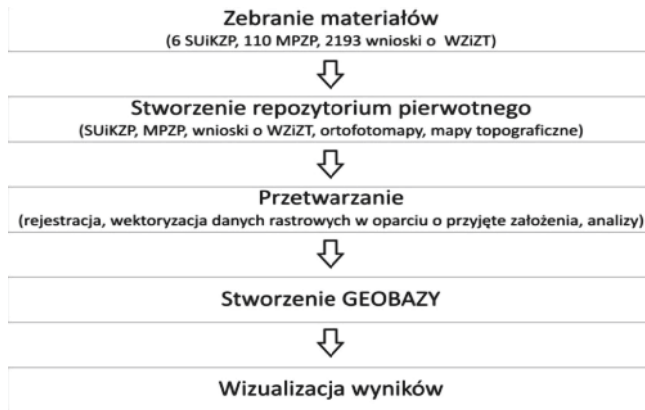 Zebranie materiałów
(6 SUiKZP, 110 MPZP, 2193 wnioski o WZiZT)
Stworzenie repozytorium pierwotnego
(SUiKZP, MPZP, wnioski o WZiZT, ortofotomapy, mapy topograficzne)
Przetwarzanie
(rejestracja, wektoryzacja danych rastrowych w oparciu o przyjęte założenia, analizy)
Stworzenie GEOBAZY
Wizualizacja wyników